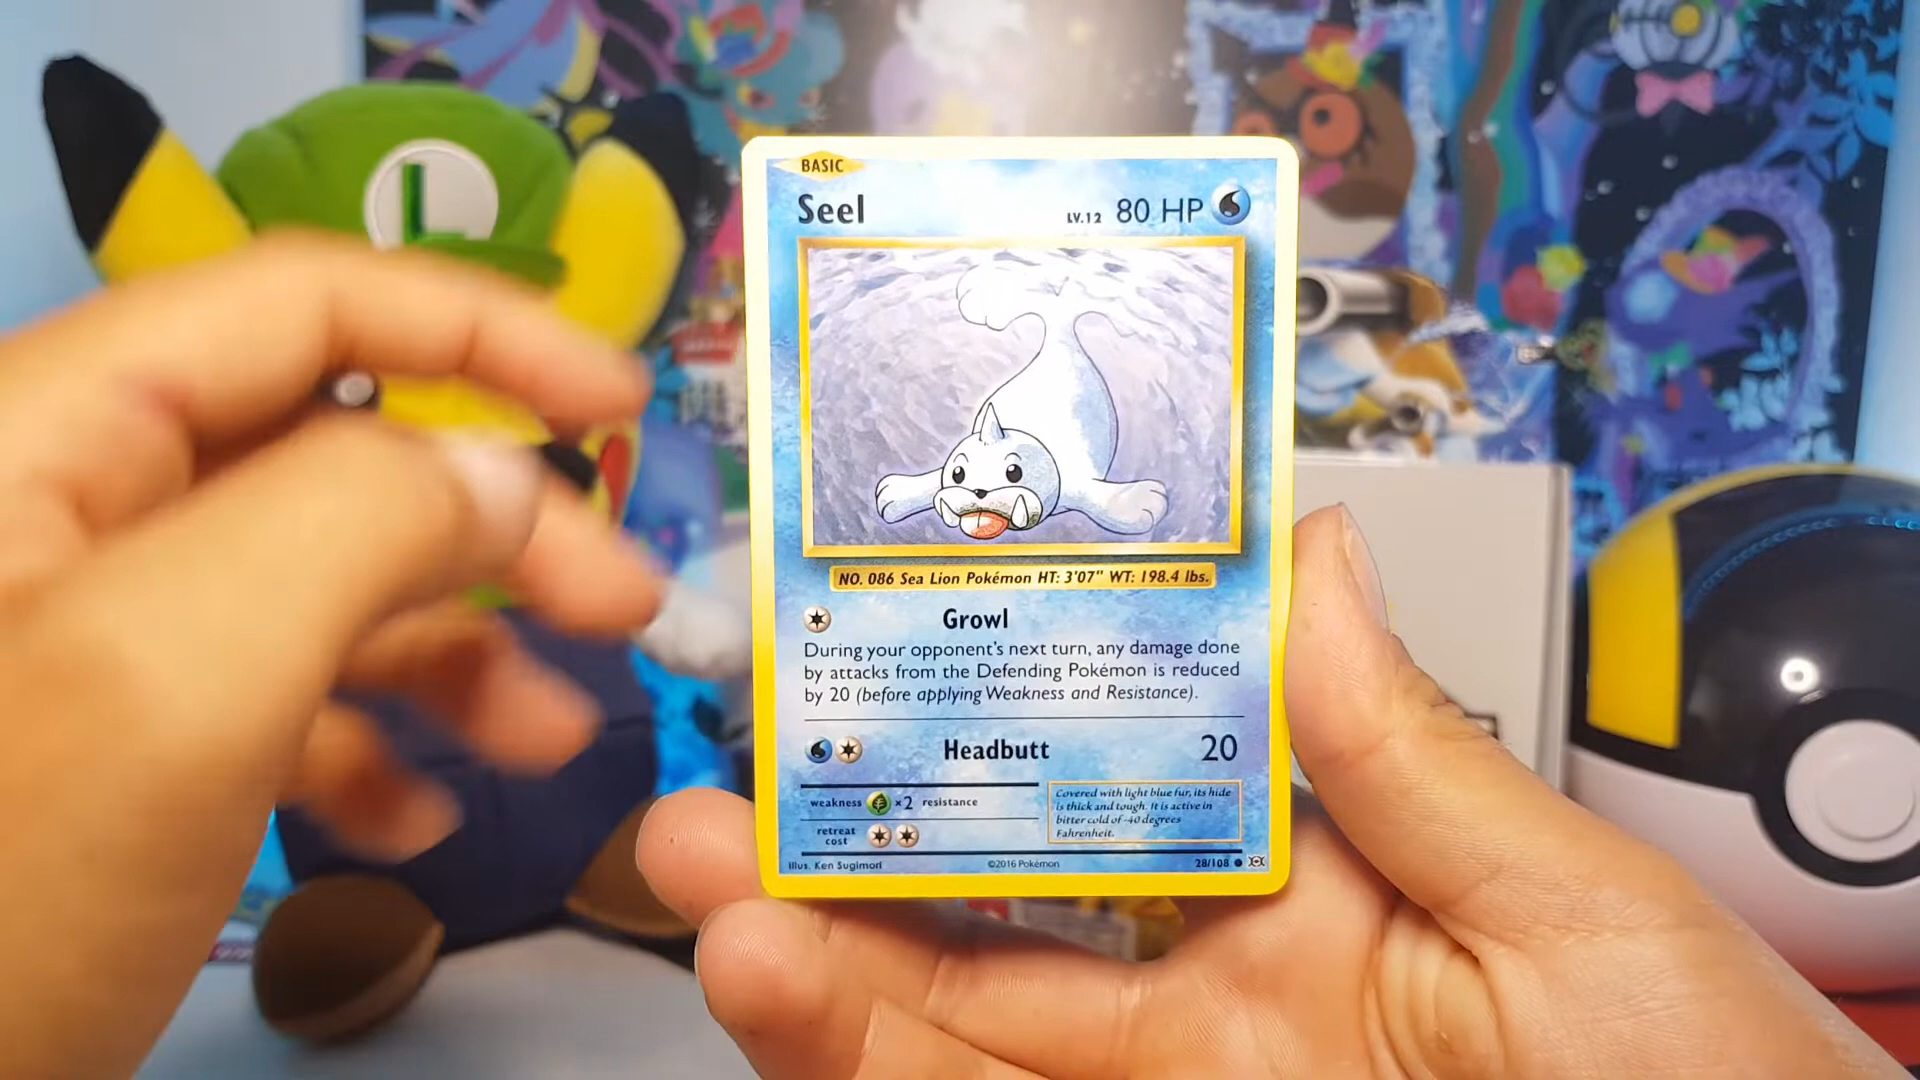 L
BASIC
Seel LV.12 80 HP
NO. 086 Sea Lion Pokémon HT: 3'07" WT: 198.4 lbs.
Growl
During your opponent's next turn, any damage done
by attacks from the Defending Pokémon is reduced
by 20 (before applying Weakness and Resistance).
Headbutt 20
weakness ×2 resistance
retreat
cost
Covered with light blue fur, its hide
is thick and tough. It is active in
bitter cold of -40 degrees
Fahrenheit.
Illus. Ken Sugimori ©2016 Pokémon 28/108